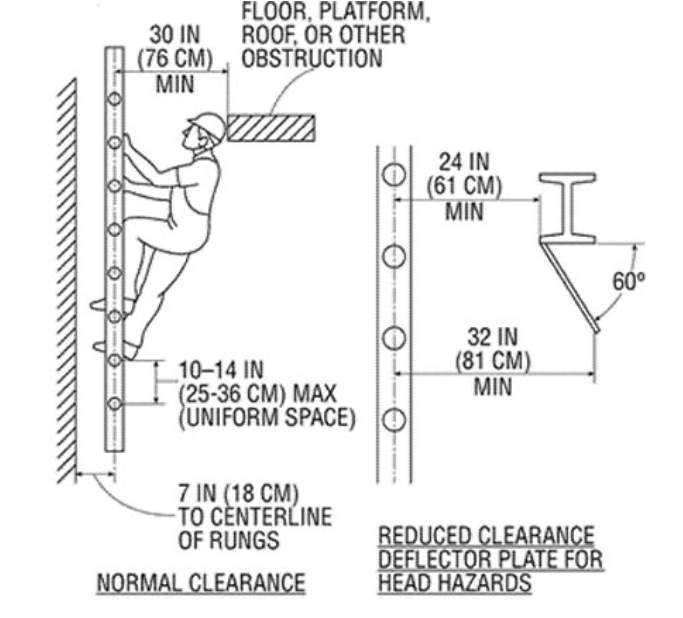 FLOOR, PLATFORM,
ROOF, OR OTHER
OBSTRUCTION
30 IN
(76 CM)
MIN
10–14 IN
(25-36 CM) MAX
(UNIFORM SPACE)
7 IN (18 CM)
TO CENTERLINE
OF RUNGS
NORMAL CLEARANCE
24 IN
(61 CM)
MIN
60º
32 IN
(81 CM)
MIN
REDUCED CLEARANCE
DEFLECTOR PLATE FOR
HEAD HAZARDS